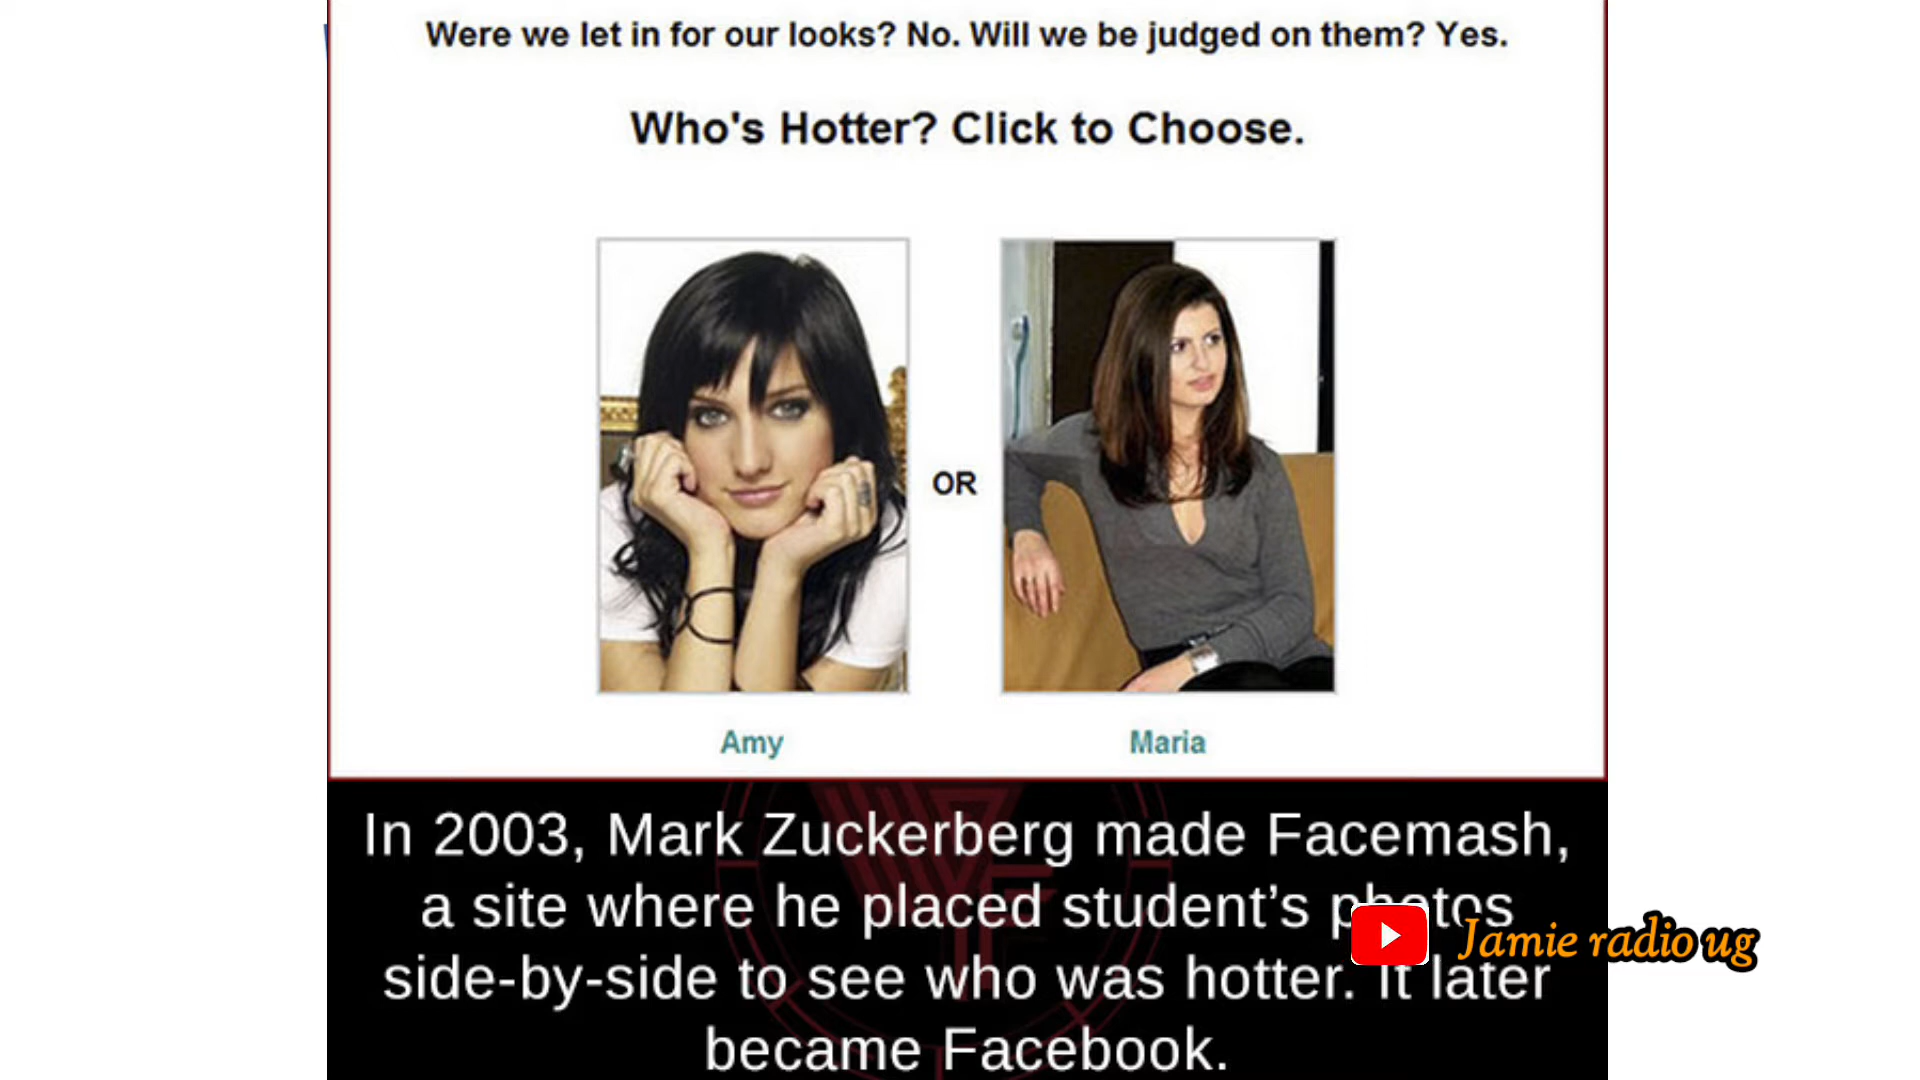 Were we let in for our looks? No. Will we be judged on them? Yes.
Who's Hotter? Click to Choose.
OR
Amy
Maria
In 2003, Mark Zuckerberg made Facemash,
a site where he placed student’s photos
side-by-side to see who was hotter. It later
became Facebook.
Jamie radio ug